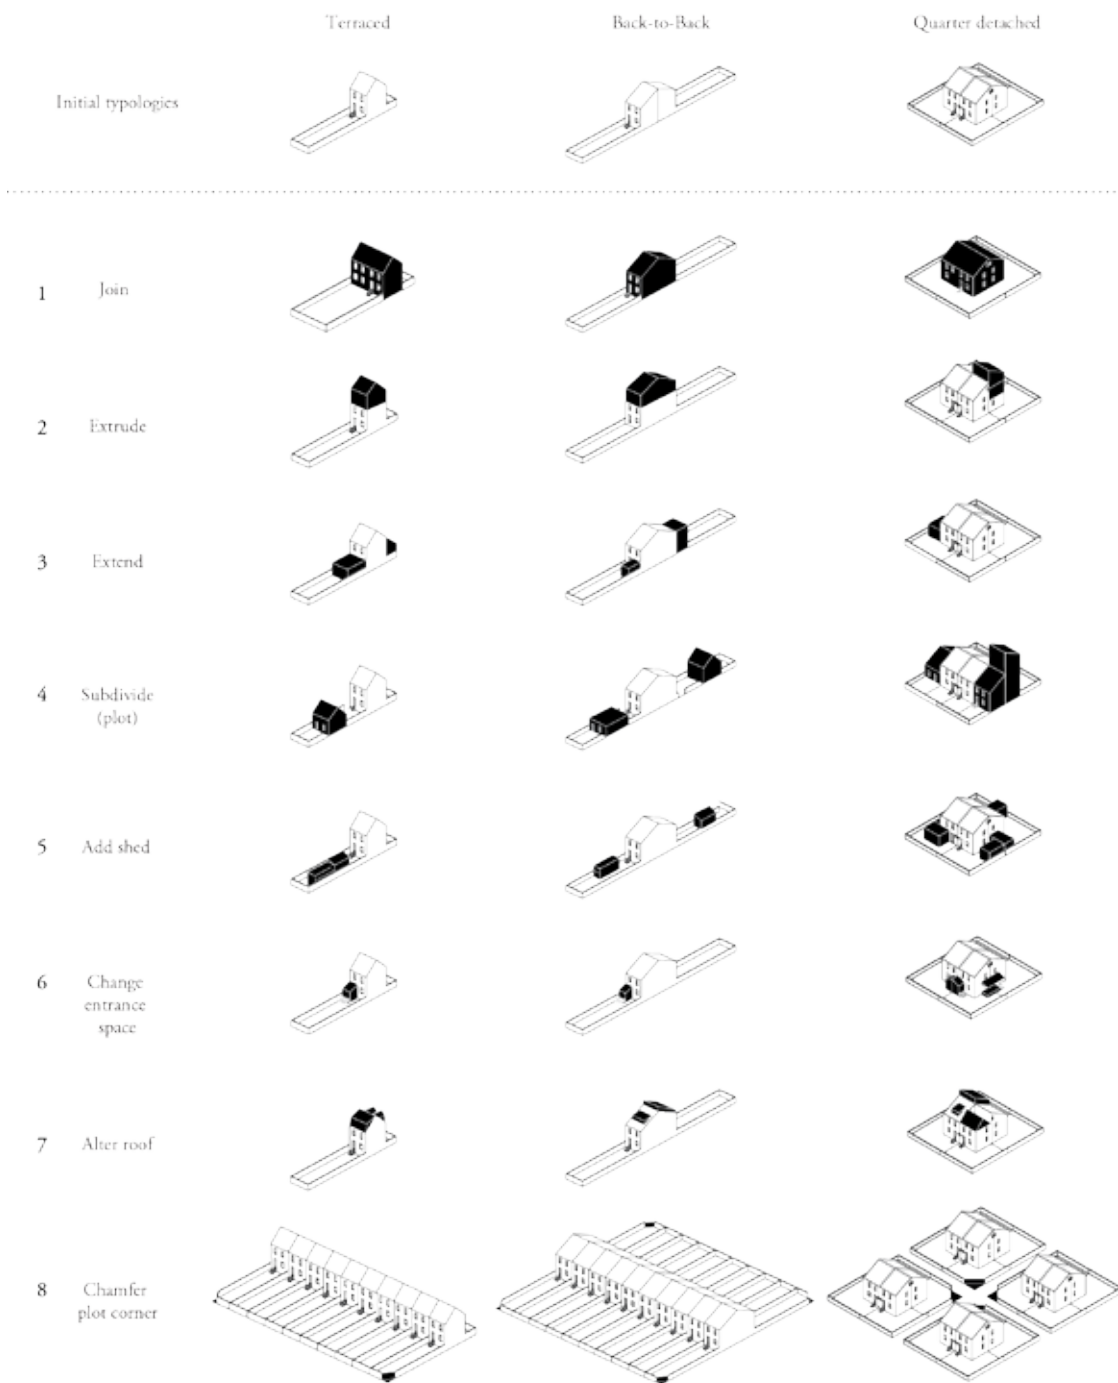 Terraced Back-to-Back Quarter detached
Initial typologies
1 Join
2 Extrude
3 Extend
4 Subdivide
(plot)
5 Add shed
6 Change
entrance
space
7 Alter roof
8 Chamfer
plot corner